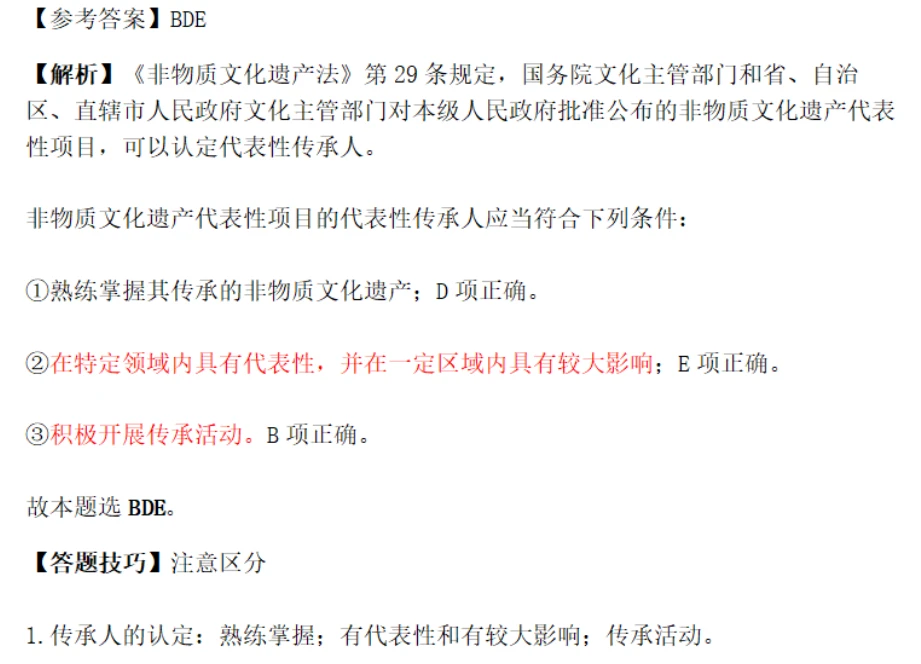 【参考答案】BDE
【解析】《非物质文化遗产法》第 29 条规定，国务院文化主管部门和省、自治
区、直辖市人民政府文化主管部门对本级人民政府批准公布的非物质文化遗产代表
性项目，可以认定代表性传承人。
非物质文化遗产代表性项目的代表性传承人应当符合下列条件：
①熟练掌握其传承的非物质文化遗产；D 项正确。
②在特定领域内具有代表性，并在一定区域内具有较大影响；E 项正确。
③积极开展传承活动。B 项正确。
故本题选 BDE。
【答题技巧】注意区分
1.传承人的认定：熟练掌握；有代表性和有较大影响；传承活动。